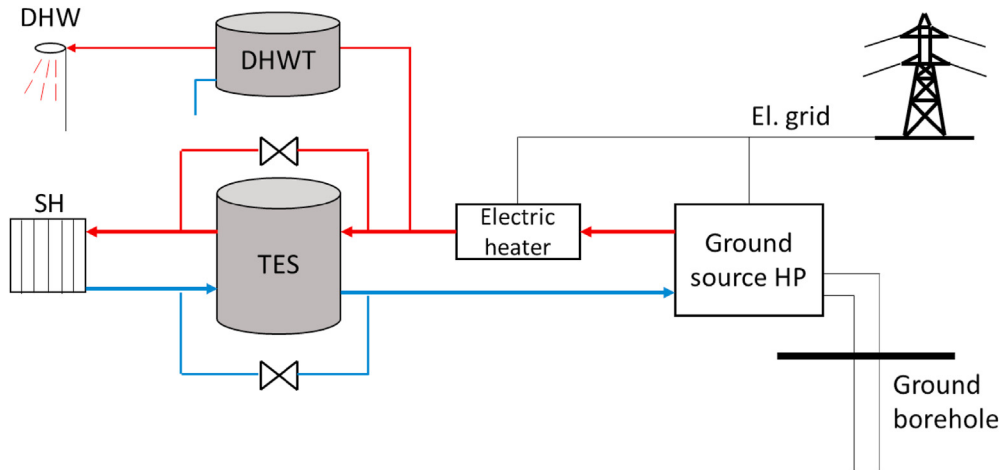 DHW
DHWT
El. grid
SH
Electric
heater
Ground
source HP
TES
Ground
borehole